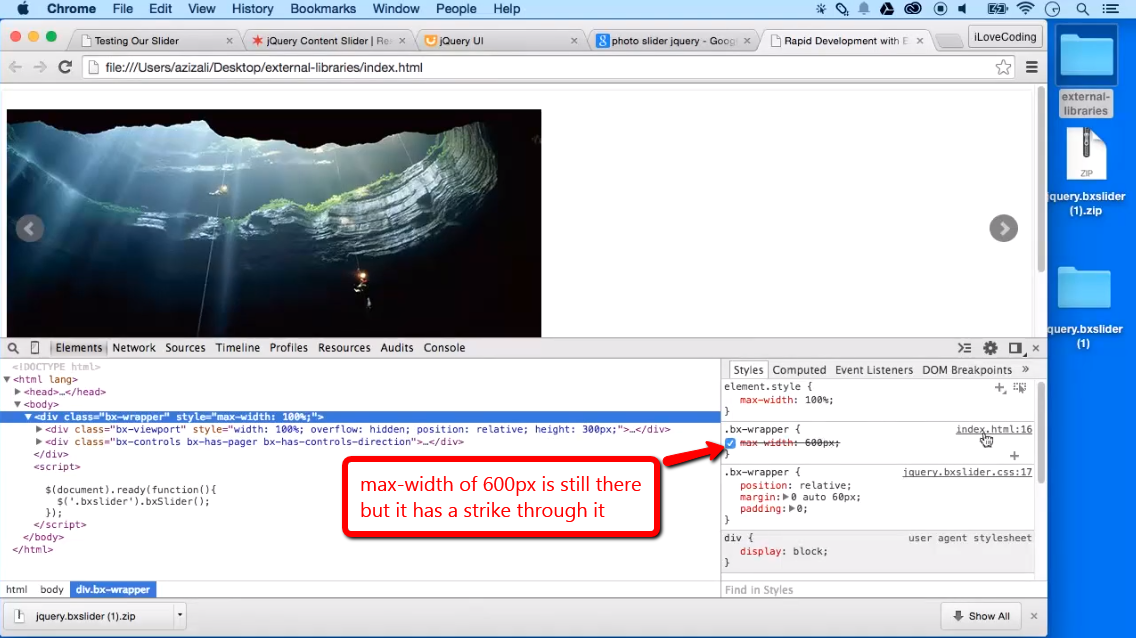 Chrome File Edit View History Bookmarks Window People Help
Testing Our Slider
jQuery Content Slider | Re
jQuery UI
photo slider jquery - Goog
Rapid Development with E
iLoveCoding
file:///Users/azizali/Desktop/external-libraries/index.html
external-
libraries
ZIP
jquery.bxslider
(1).zip
jquery.bxslider
(1)
Elements Network Sources Timeline Profiles Resources Audits Console
<!DOCTYPE html>
<html lang>
<head>…</head>
<body>
<div class="bx-wrapper" style="max-width: 100%;">
<div class="bx-viewport" style="width: 100%; overflow: hidden; position: relative; height: 300px;">…</div>
<div class="bx-controls bx-has-pager bx-has-controls-direction">…</div>
</div>
<script>
$(document).ready(function(){
$('.bxslider').bxSlider();
});
</script>
</body>
</html>
max-width of 600px is still there
but it has a strike through it
Styles Computed Event Listeners DOM Breakpoints »
element.style {
max-width: 100%;
}
.bx-wrapper { index.html:16
max-width: 600px;
}
.bx-wrapper { jquery.bxslider.css:17
position: relative;
margin: 0 auto 60px;
padding: 0;
}
div { user agent stylesheet
display: block;
}
Find in Styles
html body div.bx-wrapper
jquery.bxslider (1).zip
Show All